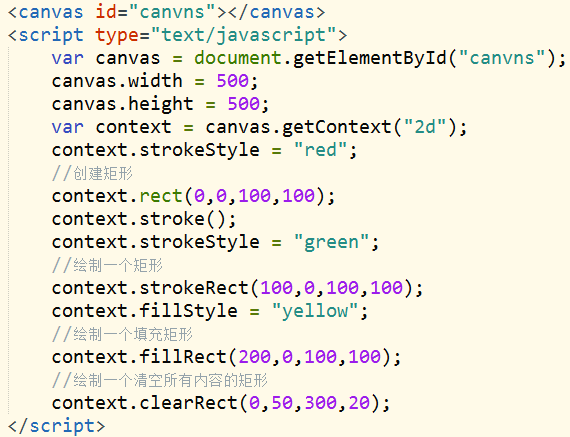 <canvas id="canvns"></canvas>
<script type="text/javascript">
    var canvas = document.getElementById("canvns");
    canvas.width = 500;
    canvas.height = 500;
    var context = canvas.getContext("2d");
    context.strokeStyle = "red";
    //创建矩形
    context.rect(0,0,100,100);
    context.stroke();
    context.strokeStyle = "green";
    //绘制一个矩形
    context.strokeRect(100,0,100,100);
    context.fillStyle = "yellow";
    //绘制一个填充矩形
    context.fillRect(200,0,100,100);
    //绘制一个清空所有内容的矩形
    context.clearRect(0,50,300,20);
</script>